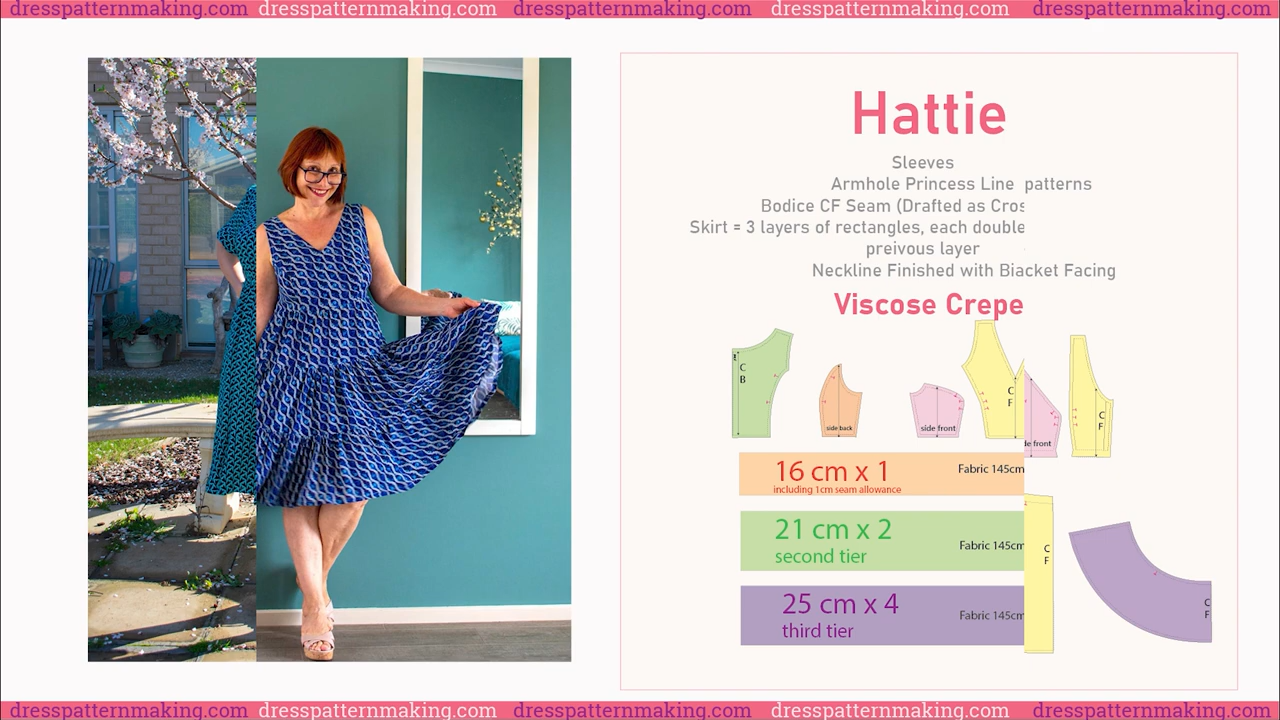 dresspatternmaking.com dresspatternmaking.com dresspatternmaking.com dresspatternmaking.com dresspatternmaking.com
Hattie
Sleeves
Armhole Princess Line patterns
Bodice CF Seam (Drafted as Cros
Skirt = 3 layers of rectangles, each double
preivous layer
Neckline Finished with Biacket Facing
Viscose Crepe
C
B
side back
side front
C
F
de front
C
F
16 cm x 1
including 1cm seam allowance
Fabric 145cm
21 cm x 2
second tier
Fabric 145cm
25 cm x 4
third tier
Fabric 145cm
C
F
C
F
dresspatternmaking.com dresspatternmaking.com dresspatternmaking.com dresspatternmaking.com dresspatternmaking.com